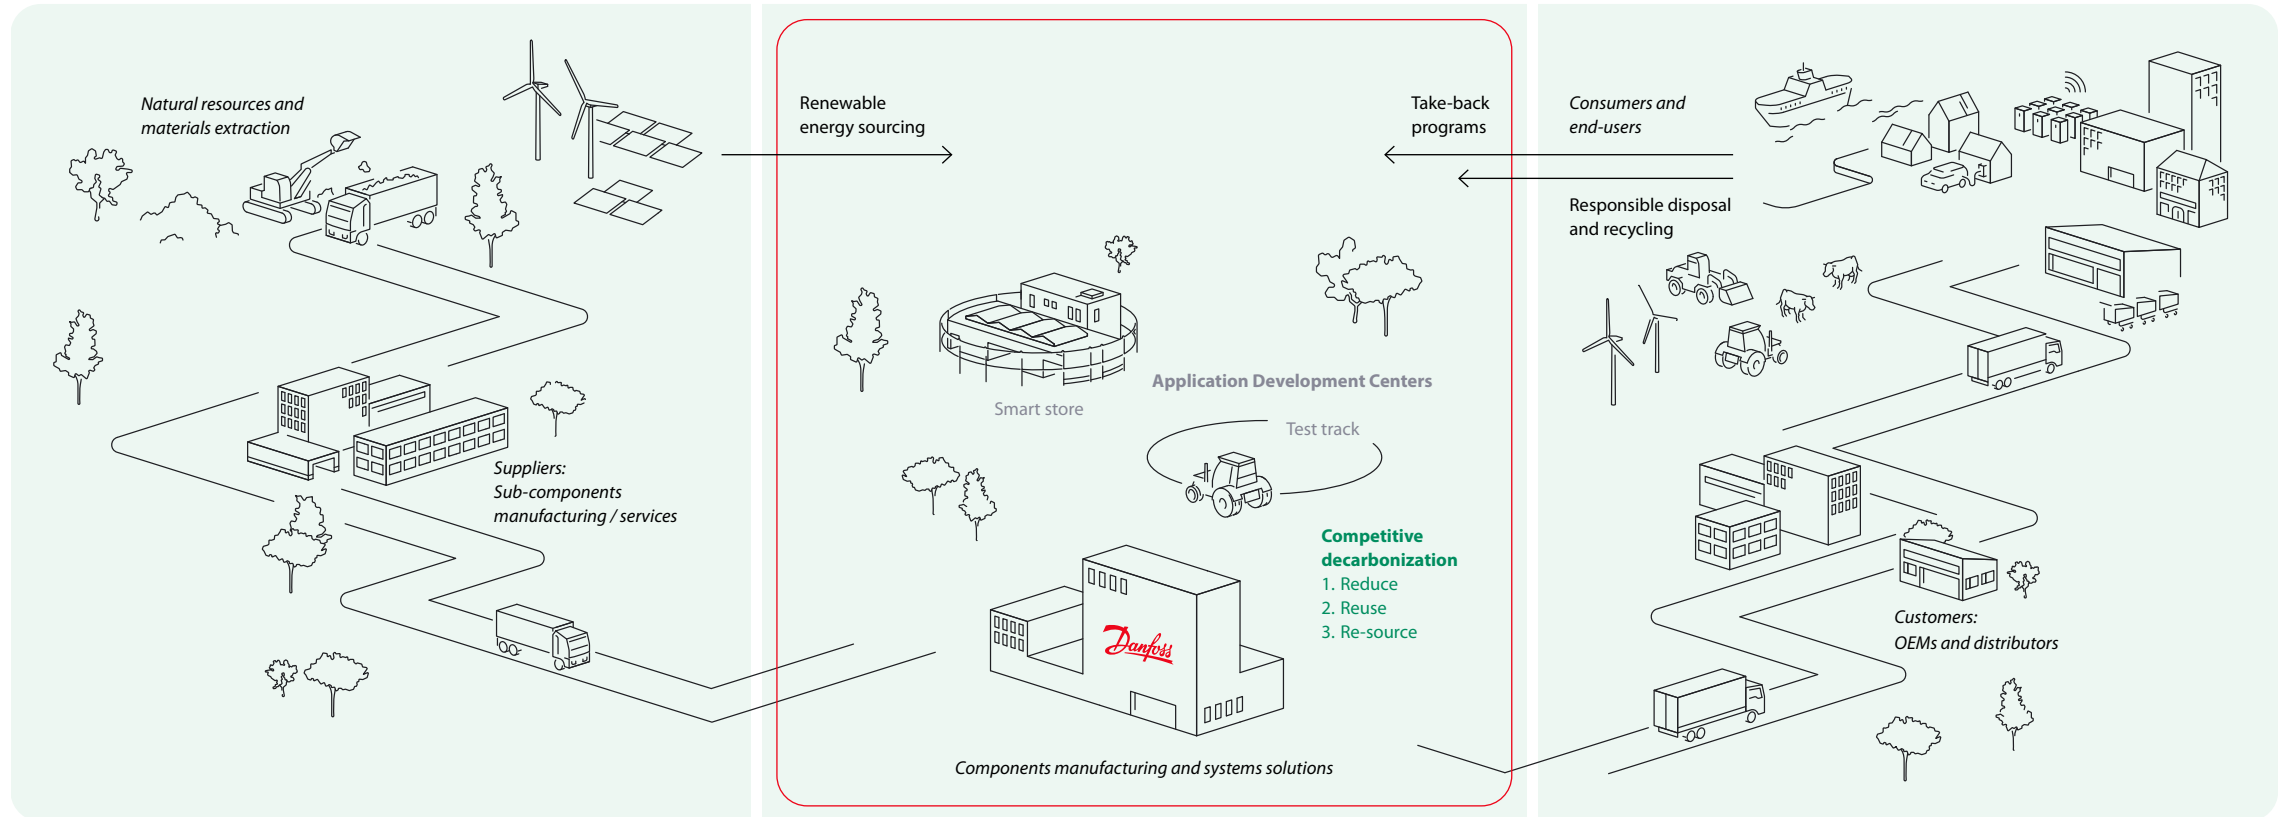 Natural resources and
materials extraction
Suppliers:
Sub-components
manufacturing / services
Renewable
energy sourcing
Take-back
programs
Smart store
Application Development Centers
Test track
Competitive
decarbonization
1. Reduce
2. Reuse
3. Re-source
Danfoss
Components manufacturing and systems solutions
Consumers and
end-users
Responsible disposal
and recycling
Customers:
OEMs and distributors